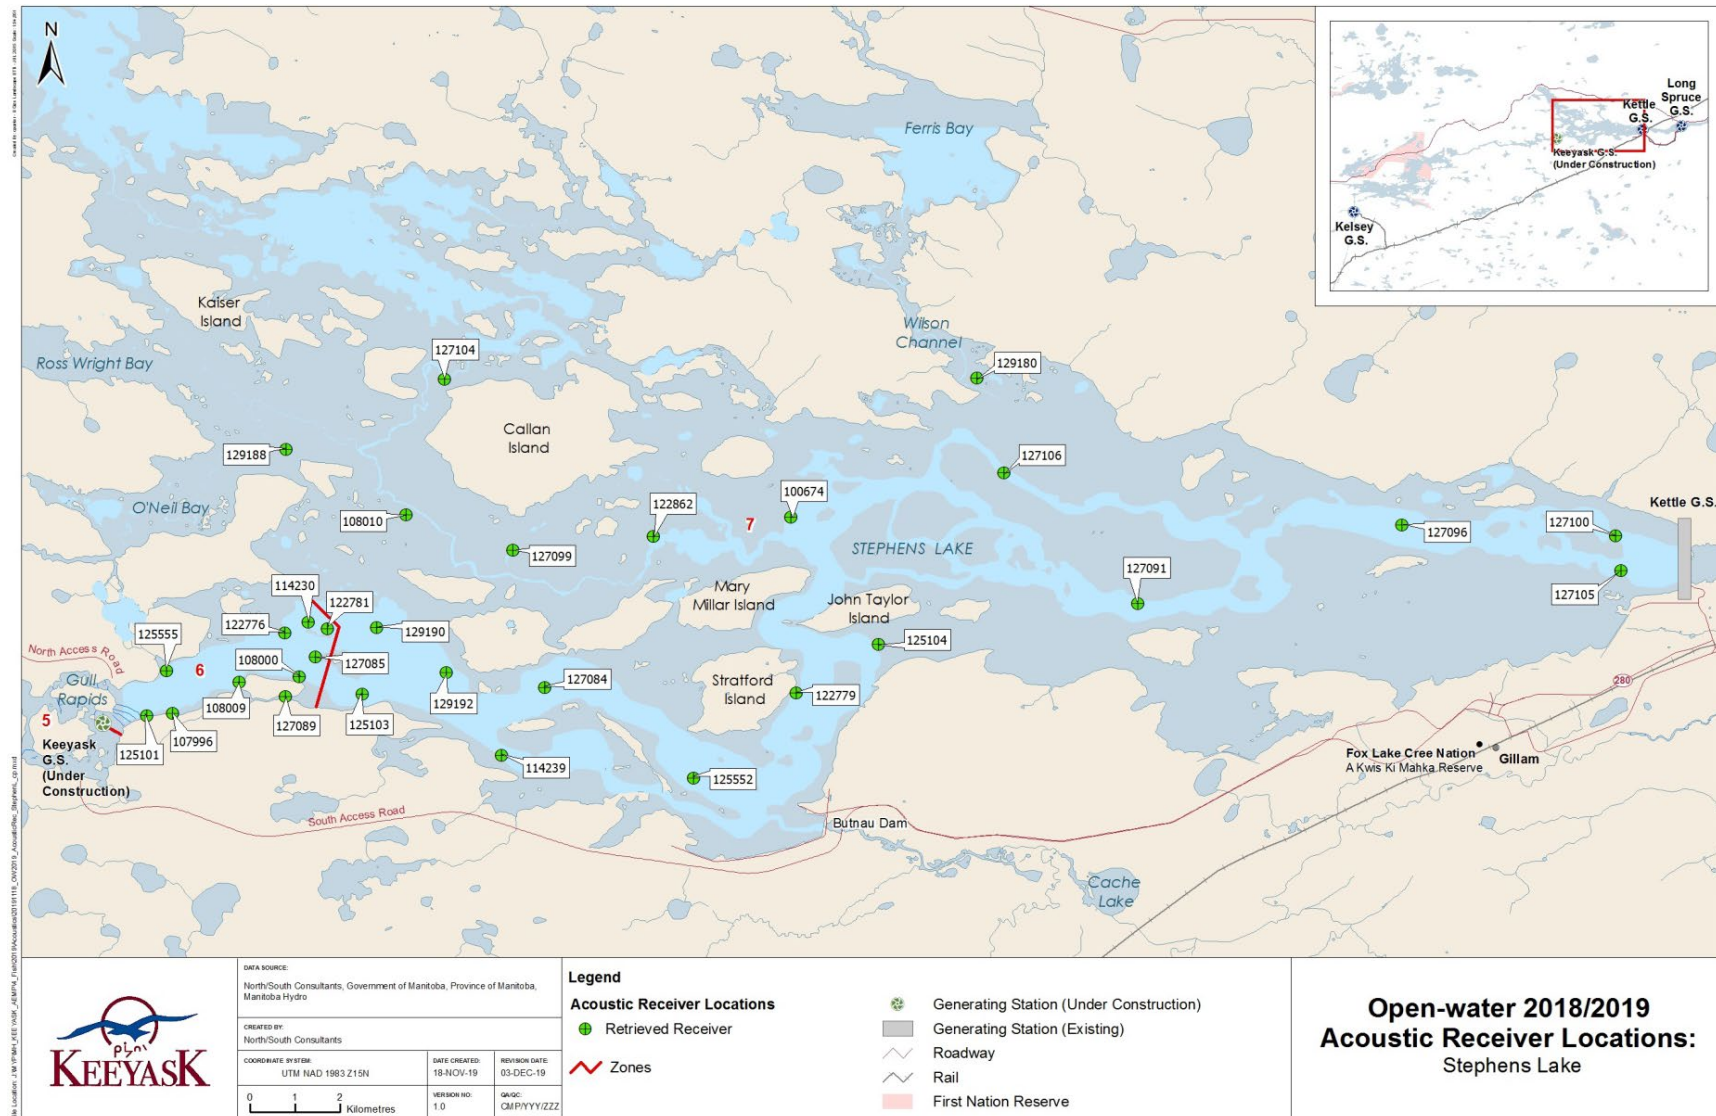 N
Ferris Bay
Long
Spruce
G.S.
Kettle
G.S.
Keeyask G.S.
(Under Construction)
Kelsey
G.S.
Kaiser
Island
Ross Wright Bay
Wilson
Channel
127104
129180
Callan
Island
129188
127106
O'Neil Bay
108010
122862
100674
7
Kettle G.S.
127099
STEPHENS LAKE
127096
127100
127091
127105
Mary
Millar Island
John Taylor
Island
114230
122781
122776
129190
125104
125555
North Access Road
6
108000
127085
Gull
Rapids
5
108009
127089
125103
129192
127084
Stratford
Island
122779
280
Keeyask
G.S.
(Under
Construction)
125101
107996
114239
125552
Fox Lake Cree Nation
A Kwis Ki Mahka Reserve
Gillam
South Access Road
Butnau Dam
Cache
Lake
KEEYASK
DATA SOURCE:
North/South Consultants, Government of Manitoba, Province of Manitoba,
Manitoba Hydro
CREATED BY:
North/South Consultants
COORDINATE SYSTEM:
UTM NAD 1983 Z15N
DATE CREATED:
18-NOV-19
REVISION DATE:
03-DEC-19
0 1 2
Kilometres
VERSION NO:
1.0
QA/QC:
CMP/YYY/ZZZ
Legend
Acoustic Receiver Locations
Retrieved Receiver
Zones
Generating Station (Under Construction)
Generating Station (Existing)
Roadway
Rail
First Nation Reserve
Open-water 2018/2019
Acoustic Receiver Locations:
Stephens Lake